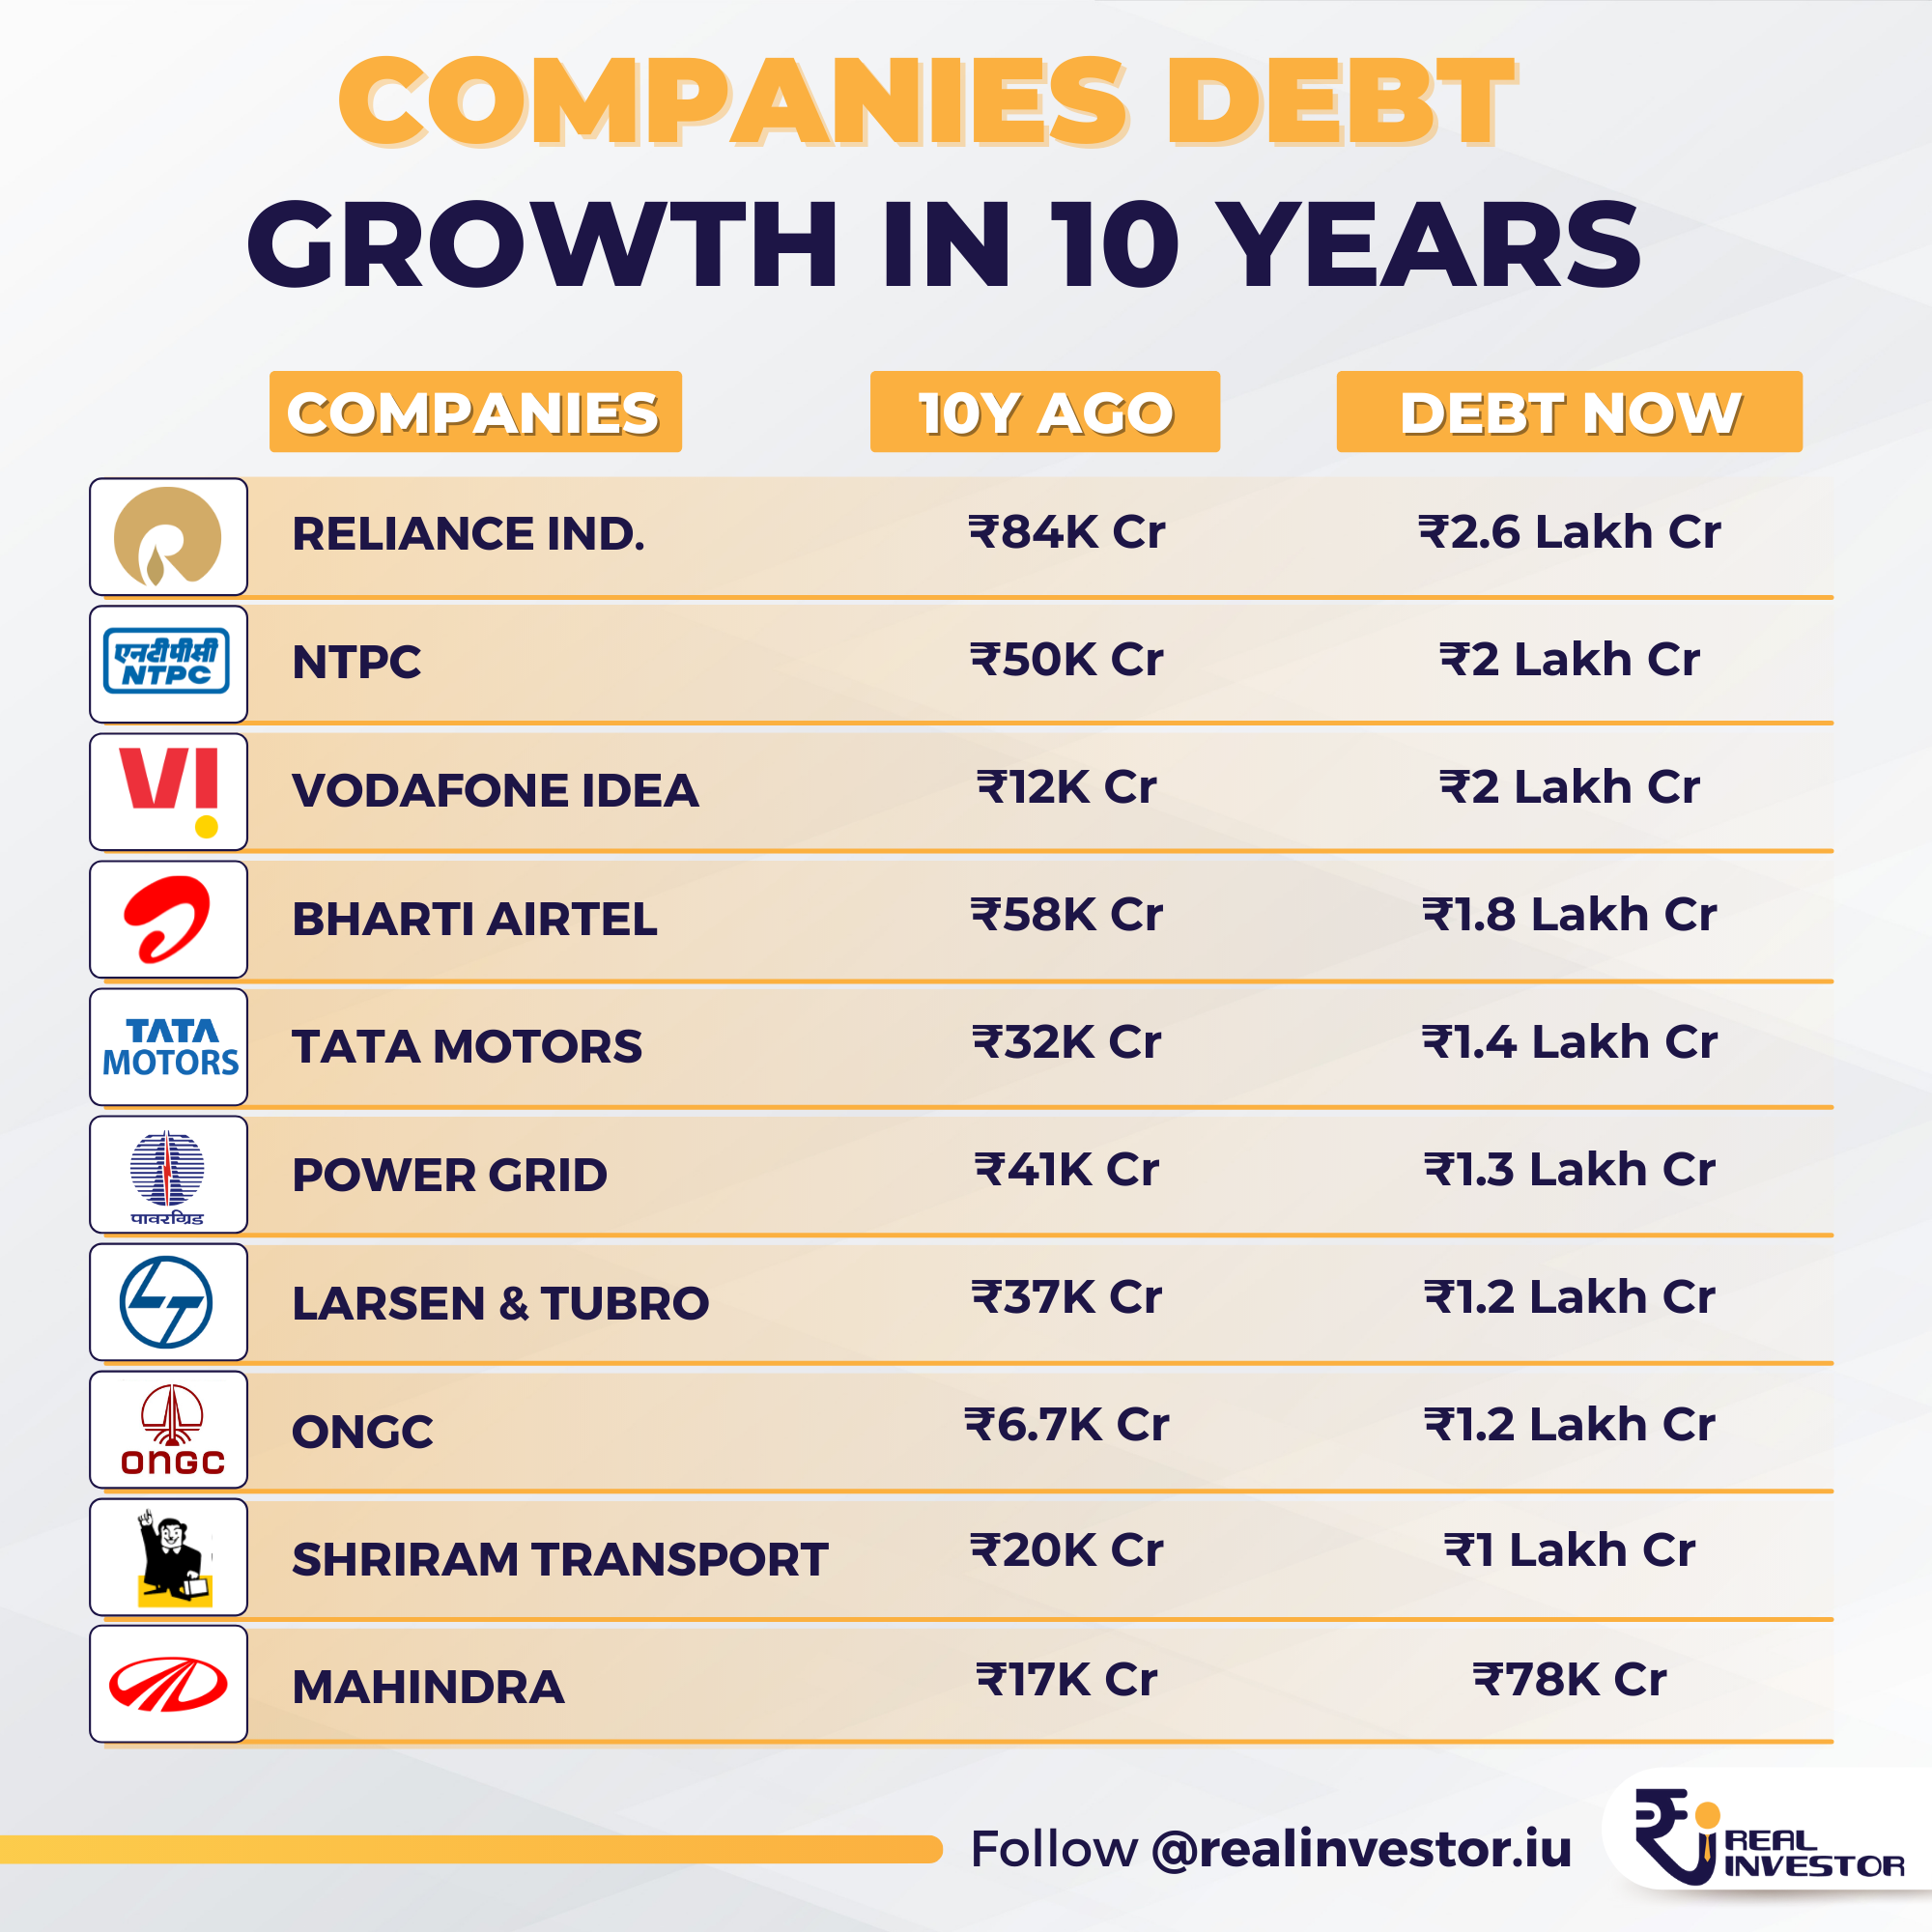 COMPANIES DEBT
GROWTH IN 10 YEARS
COMPANIES 10Y AGO DEBT NOW
RELIANCE IND. ₹84K Cr ₹2.6 Lakh Cr
एनटीपीसी
NTPC
NTPC ₹50K Cr ₹2 Lakh Cr
VI
VODAFONE IDEA ₹12K Cr ₹2 Lakh Cr
BHARTI AIRTEL ₹58K Cr ₹1.8 Lakh Cr
TATA
MOTORS
TATA MOTORS ₹32K Cr ₹1.4 Lakh Cr
पावरग्रिड
POWER GRID ₹41K Cr ₹1.3 Lakh Cr
LT
LARSEN & TUBRO ₹37K Cr ₹1.2 Lakh Cr
ONGC
ONGC ₹6.7K Cr ₹1.2 Lakh Cr
SHRIRAM TRANSPORT ₹20K Cr ₹1 Lakh Cr
MAHINDRA ₹17K Cr ₹78K Cr
Follow @realinvestor.iu
REAL
INVESTOR